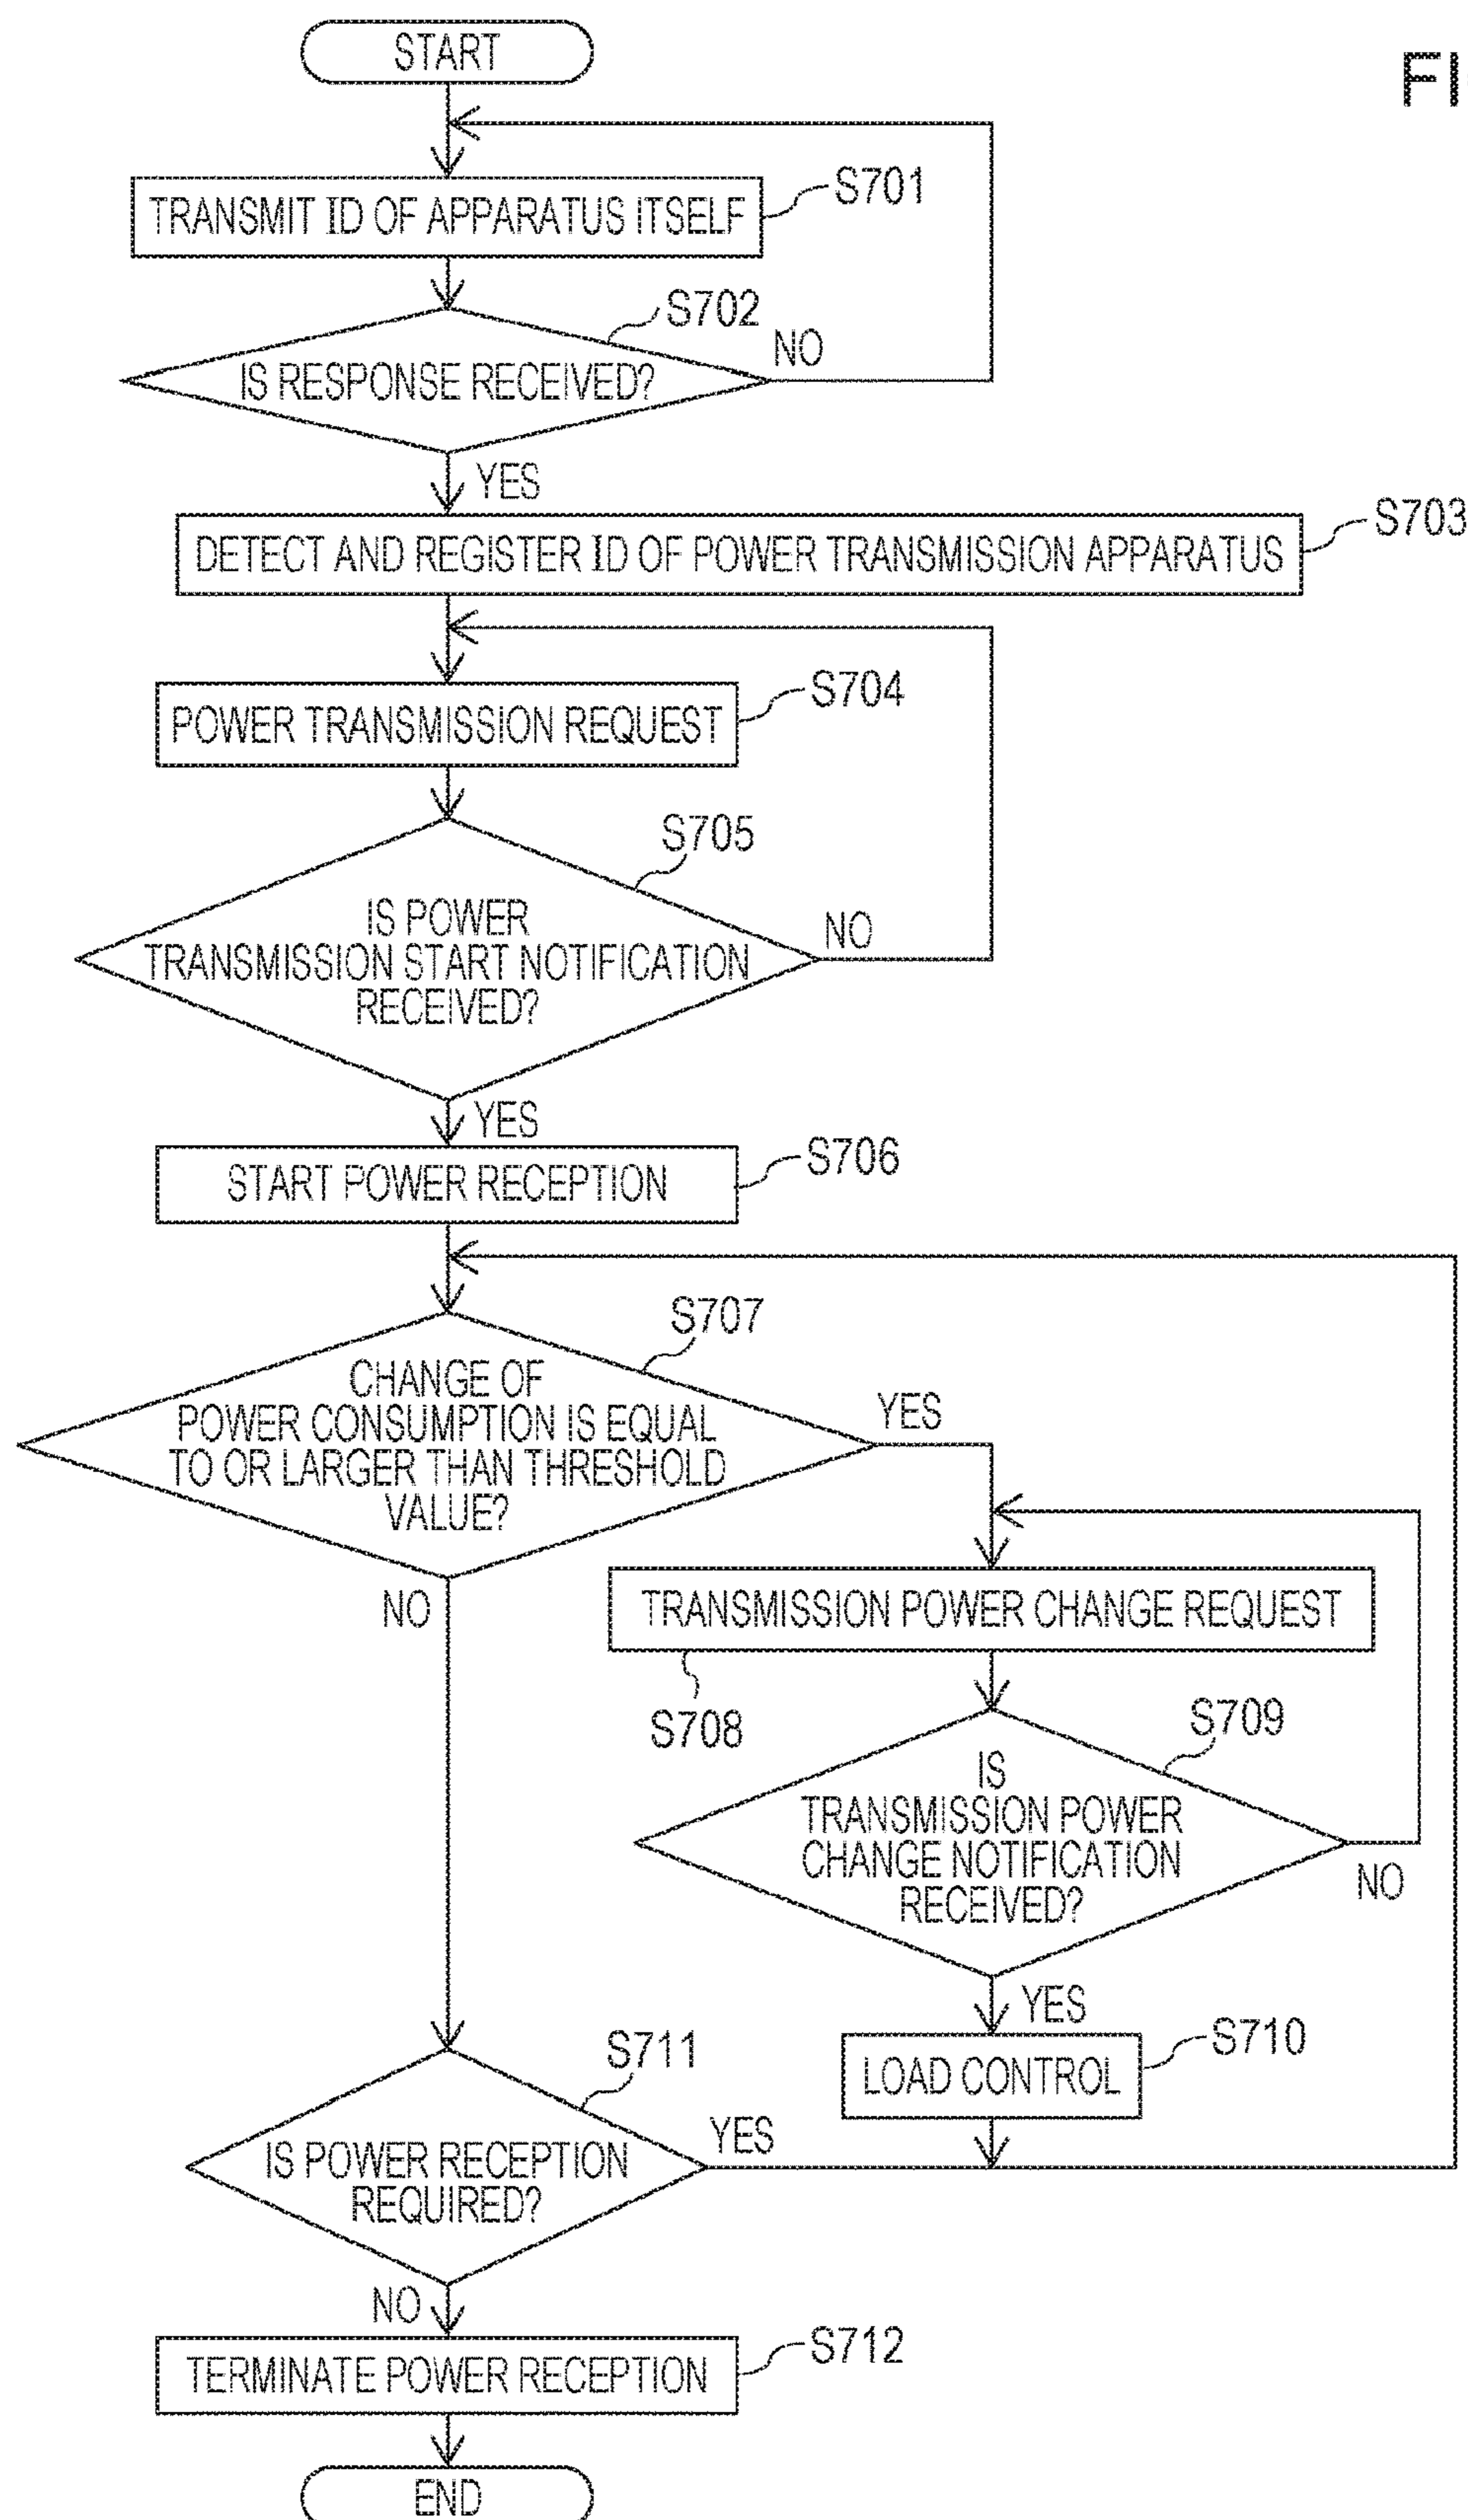 START
FI
TRANSMIT ID OF APPARATUS ITSELF
S701
S702
IS RESPONSE RECEIVED?
NO
YES
DETECT AND REGISTER ID OF POWER TRANSMISSION APPARATUS
S703
POWER TRANSMISSION REQUEST
S704
S705
IS POWER
TRANSMISSION START NOTIFICATION
RECEIVED?
NO
YES
START POWER RECEPTION
S706
S707
CHANGE OF
POWER CONSUMPTION IS EQUAL
TO OR LARGER THAN THRESHOLD
VALUE?
YES
NO
TRANSMISSION POWER CHANGE REQUEST
S708
S709
IS
TRANSMISSION POWER
CHANGE NOTIFICATION
RECEIVED?
NO
YES
LOAD CONTROL
S710
S711
IS POWER RECEPTION
REQUIRED?
YES
NO
TERMINATE POWER RECEPTION
S712
END